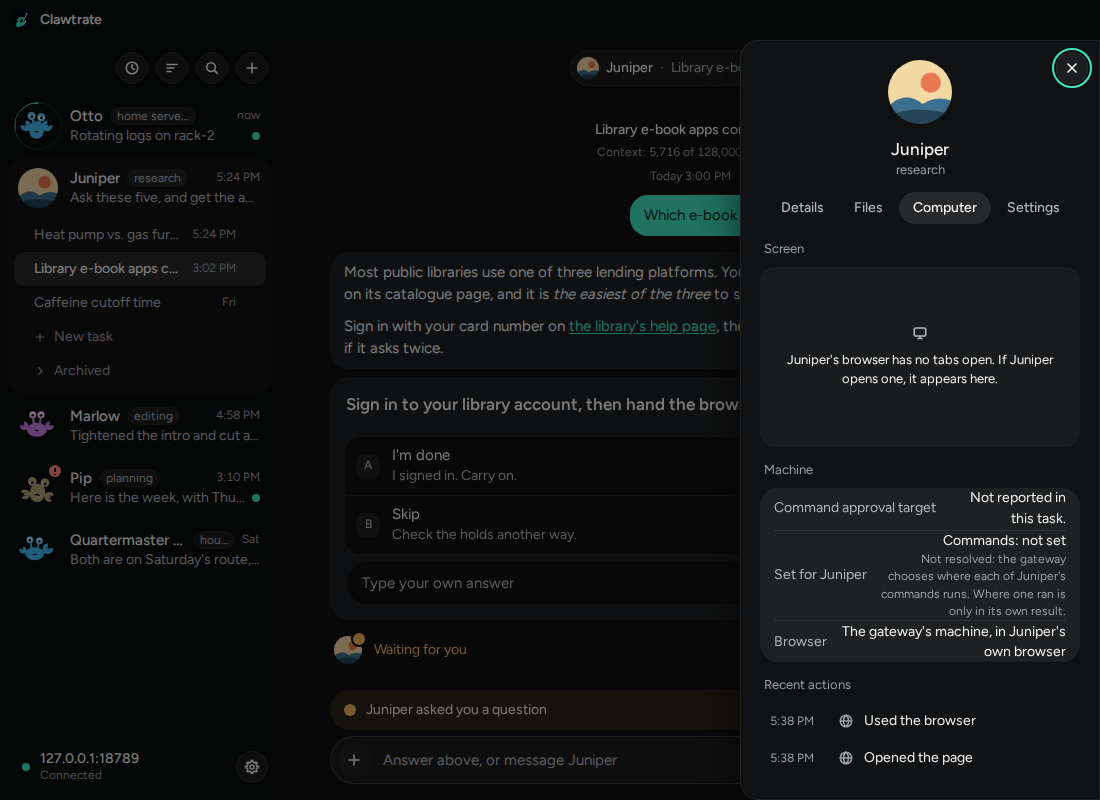 Clawtrate
Otto home serve... now
Rotating logs on rack-2
Juniper research 5:24 PM
Ask these five, and get the a...
Heat pump vs. gas fur... 5:24 PM
Library e-book apps c... 3:02 PM
Caffeine cutoff time Fri
+ New task
Archived
Marlow editing 4:58 PM
Tightened the intro and cut a...
Pip planning 3:10 PM
Here is the week, with Thu...
Quartermaster ... hou... Sat
Both are on Saturday's route,...
127.0.0.1:18789
Connected
Juniper · Library e-bo
Library e-book apps co
Context: 5,716 of 128,000
Today 3:00 PM
Which e-book
Most public libraries use one of three lending platforms. You
on its catalogue page, and it is the easiest of the three to s
Sign in with your card number on the library's help page, the
if it asks twice.
Sign in to your library account, then hand the brow
A I'm done
I signed in. Carry on.
B Skip
Check the holds another way.
Type your own answer
Waiting for you
Juniper asked you a question
Answer above, or message Juniper
Juniper
research
Details Files Computer Settings
Screen
Juniper's browser has no tabs open. If Juniper
opens one, it appears here.
Machine
Command approval target Not reported in
this task.
Set for Juniper Commands: not set
Not resolved: the gateway
chooses where each of Juniper's
commands runs. Where one ran is
only in its own result.
Browser The gateway's machine, in Juniper's
own browser
Recent actions
5:38 PM Used the browser
5:38 PM Opened the page